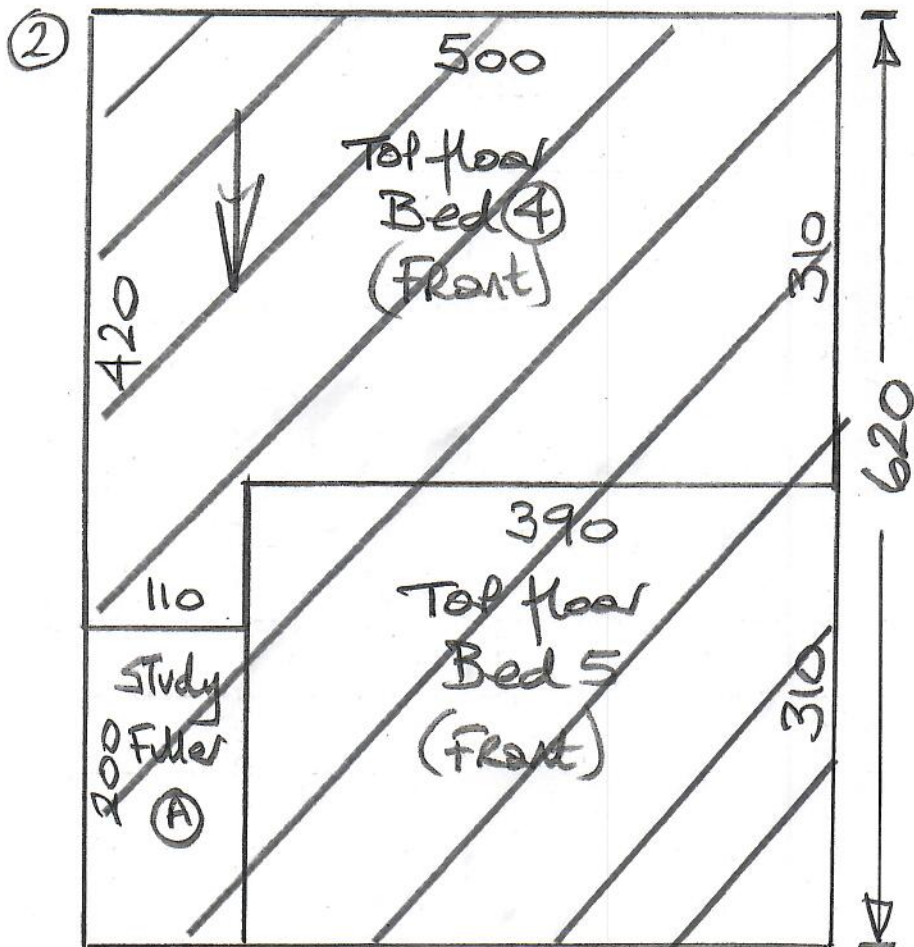 ②
500
Top floor
Bed ④
(Front)
420
310
620
390
110
Top floor
Bed 5
(Front)
310
Study
Filler
Ⓐ
200